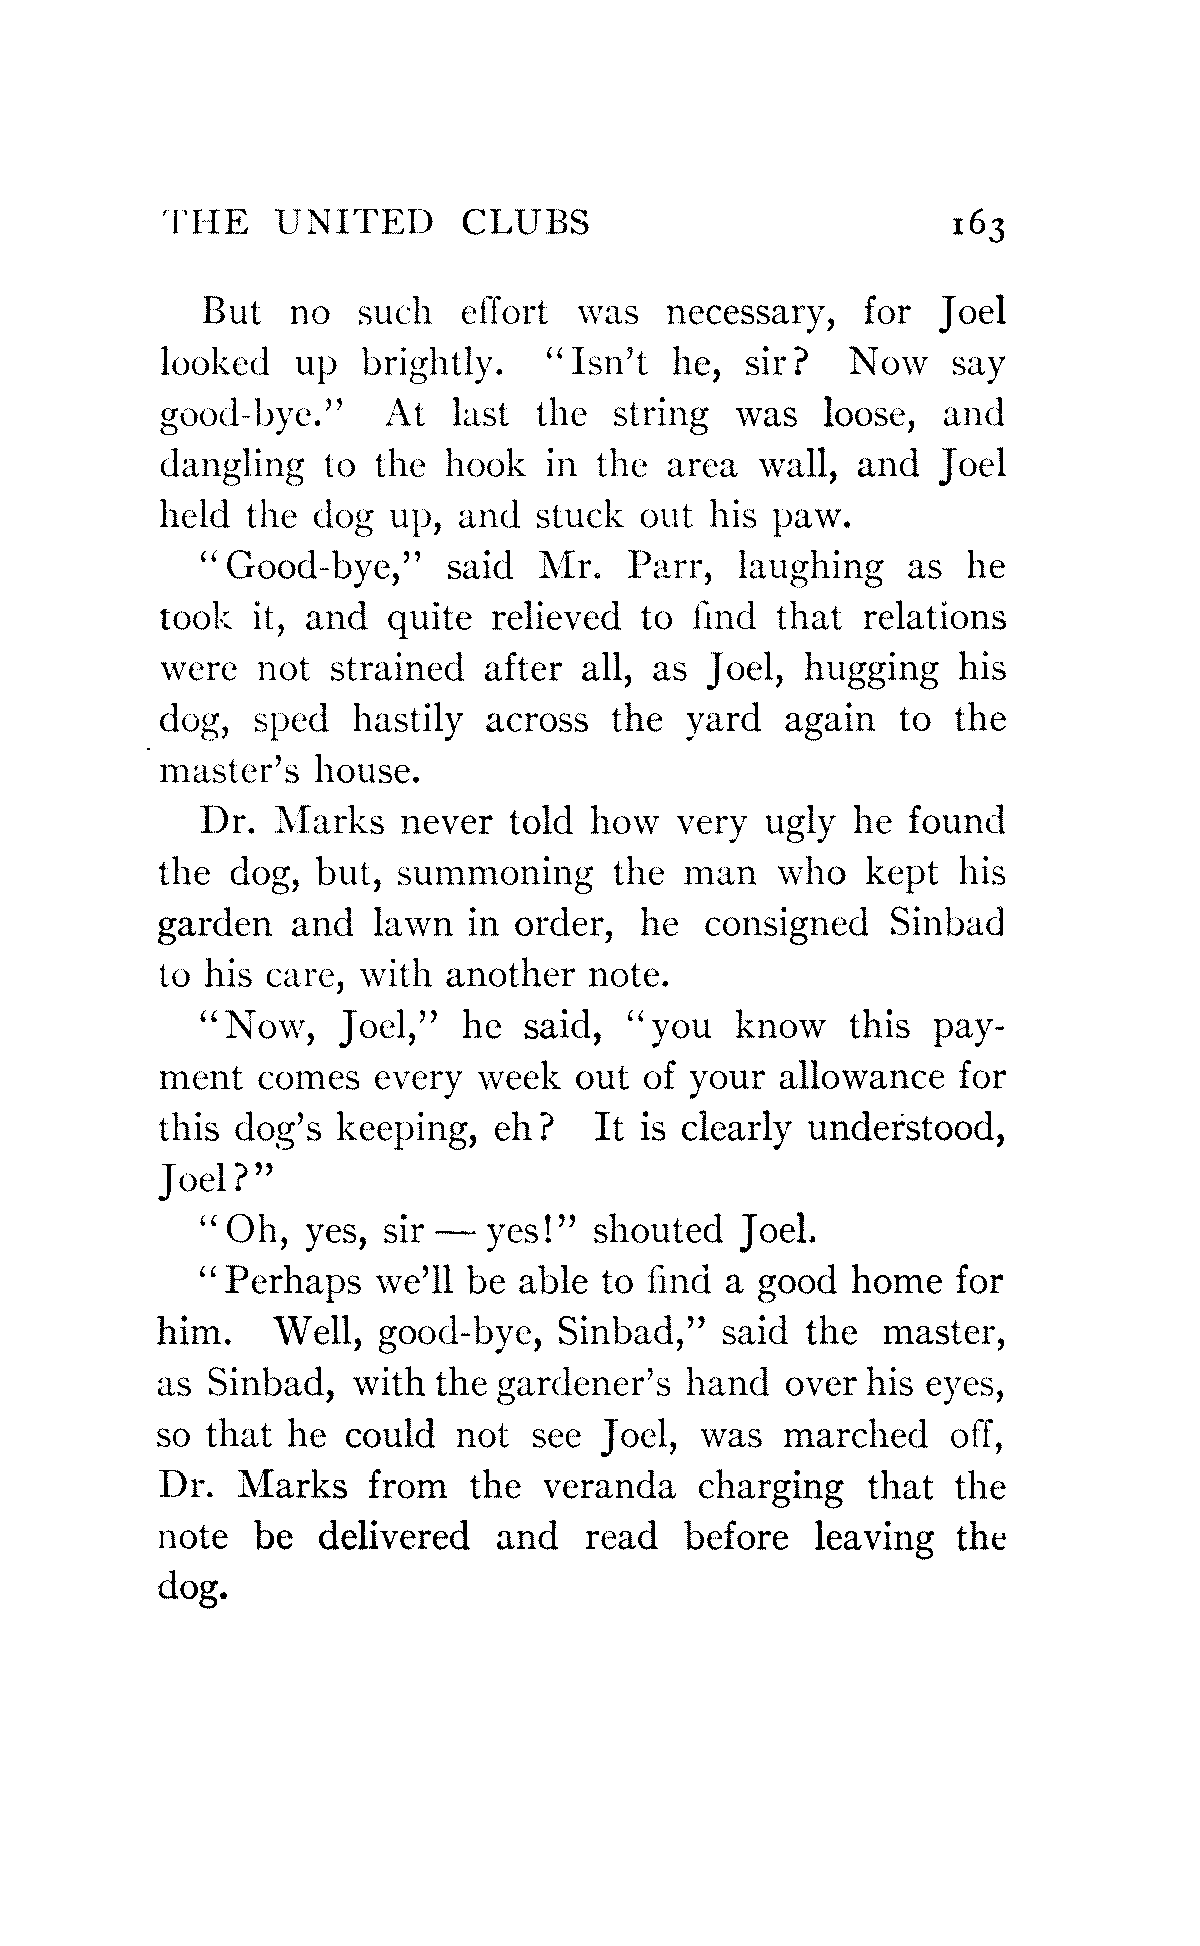 THE UNITED CLUBS 163
But no such effort was necessary, for Joel
looked up brightly. "Isn't he, sir? Now say
good-bye." At last the string was loose, and
dangling to the hook in the area wall, and Joel
held the dog up, and stuck out his paw.
"Good-bye," said Mr. Parr, laughing as he
took it, and quite relieved to find that relations
were not strained after all, as Joel, hugging his
dog, sped hastily across the yard again to the
master's house.
Dr. Marks never told how very ugly he found
the dog, but, summoning the man who kept his
garden and lawn in order, he consigned Sinbad
to his care, with another note.
"Now, Joel," he said, "you know this pay-
ment comes every week out of your allowance for
this dog's keeping, eh? It is clearly understood,
Joel?"
"Oh, yes, sir — yes!" shouted Joel.
"Perhaps we'll be able to find a good home for
him. Well, good-bye, Sinbad," said the master,
as Sinbad, with the gardener's hand over his eyes,
so that he could not see Joel, was marched off,
Dr. Marks from the veranda charging that the
note be delivered and read before leaving the
dog.